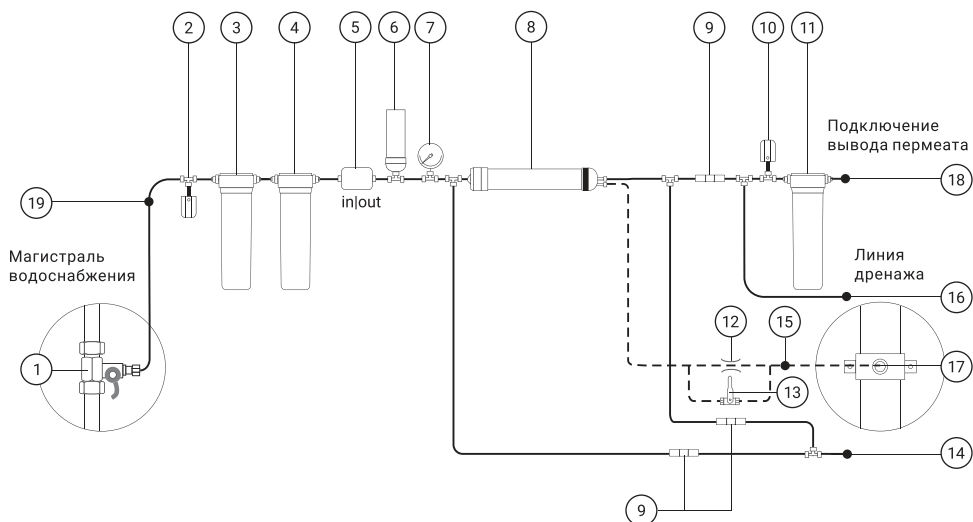 2 3 4 5 6 7 8 9 10 11
Подключение
вывода пермеата
in|out
18
19
Магистраль
водоснабжения
Линия
дренажа
16
12 15
1
17
13
14
9